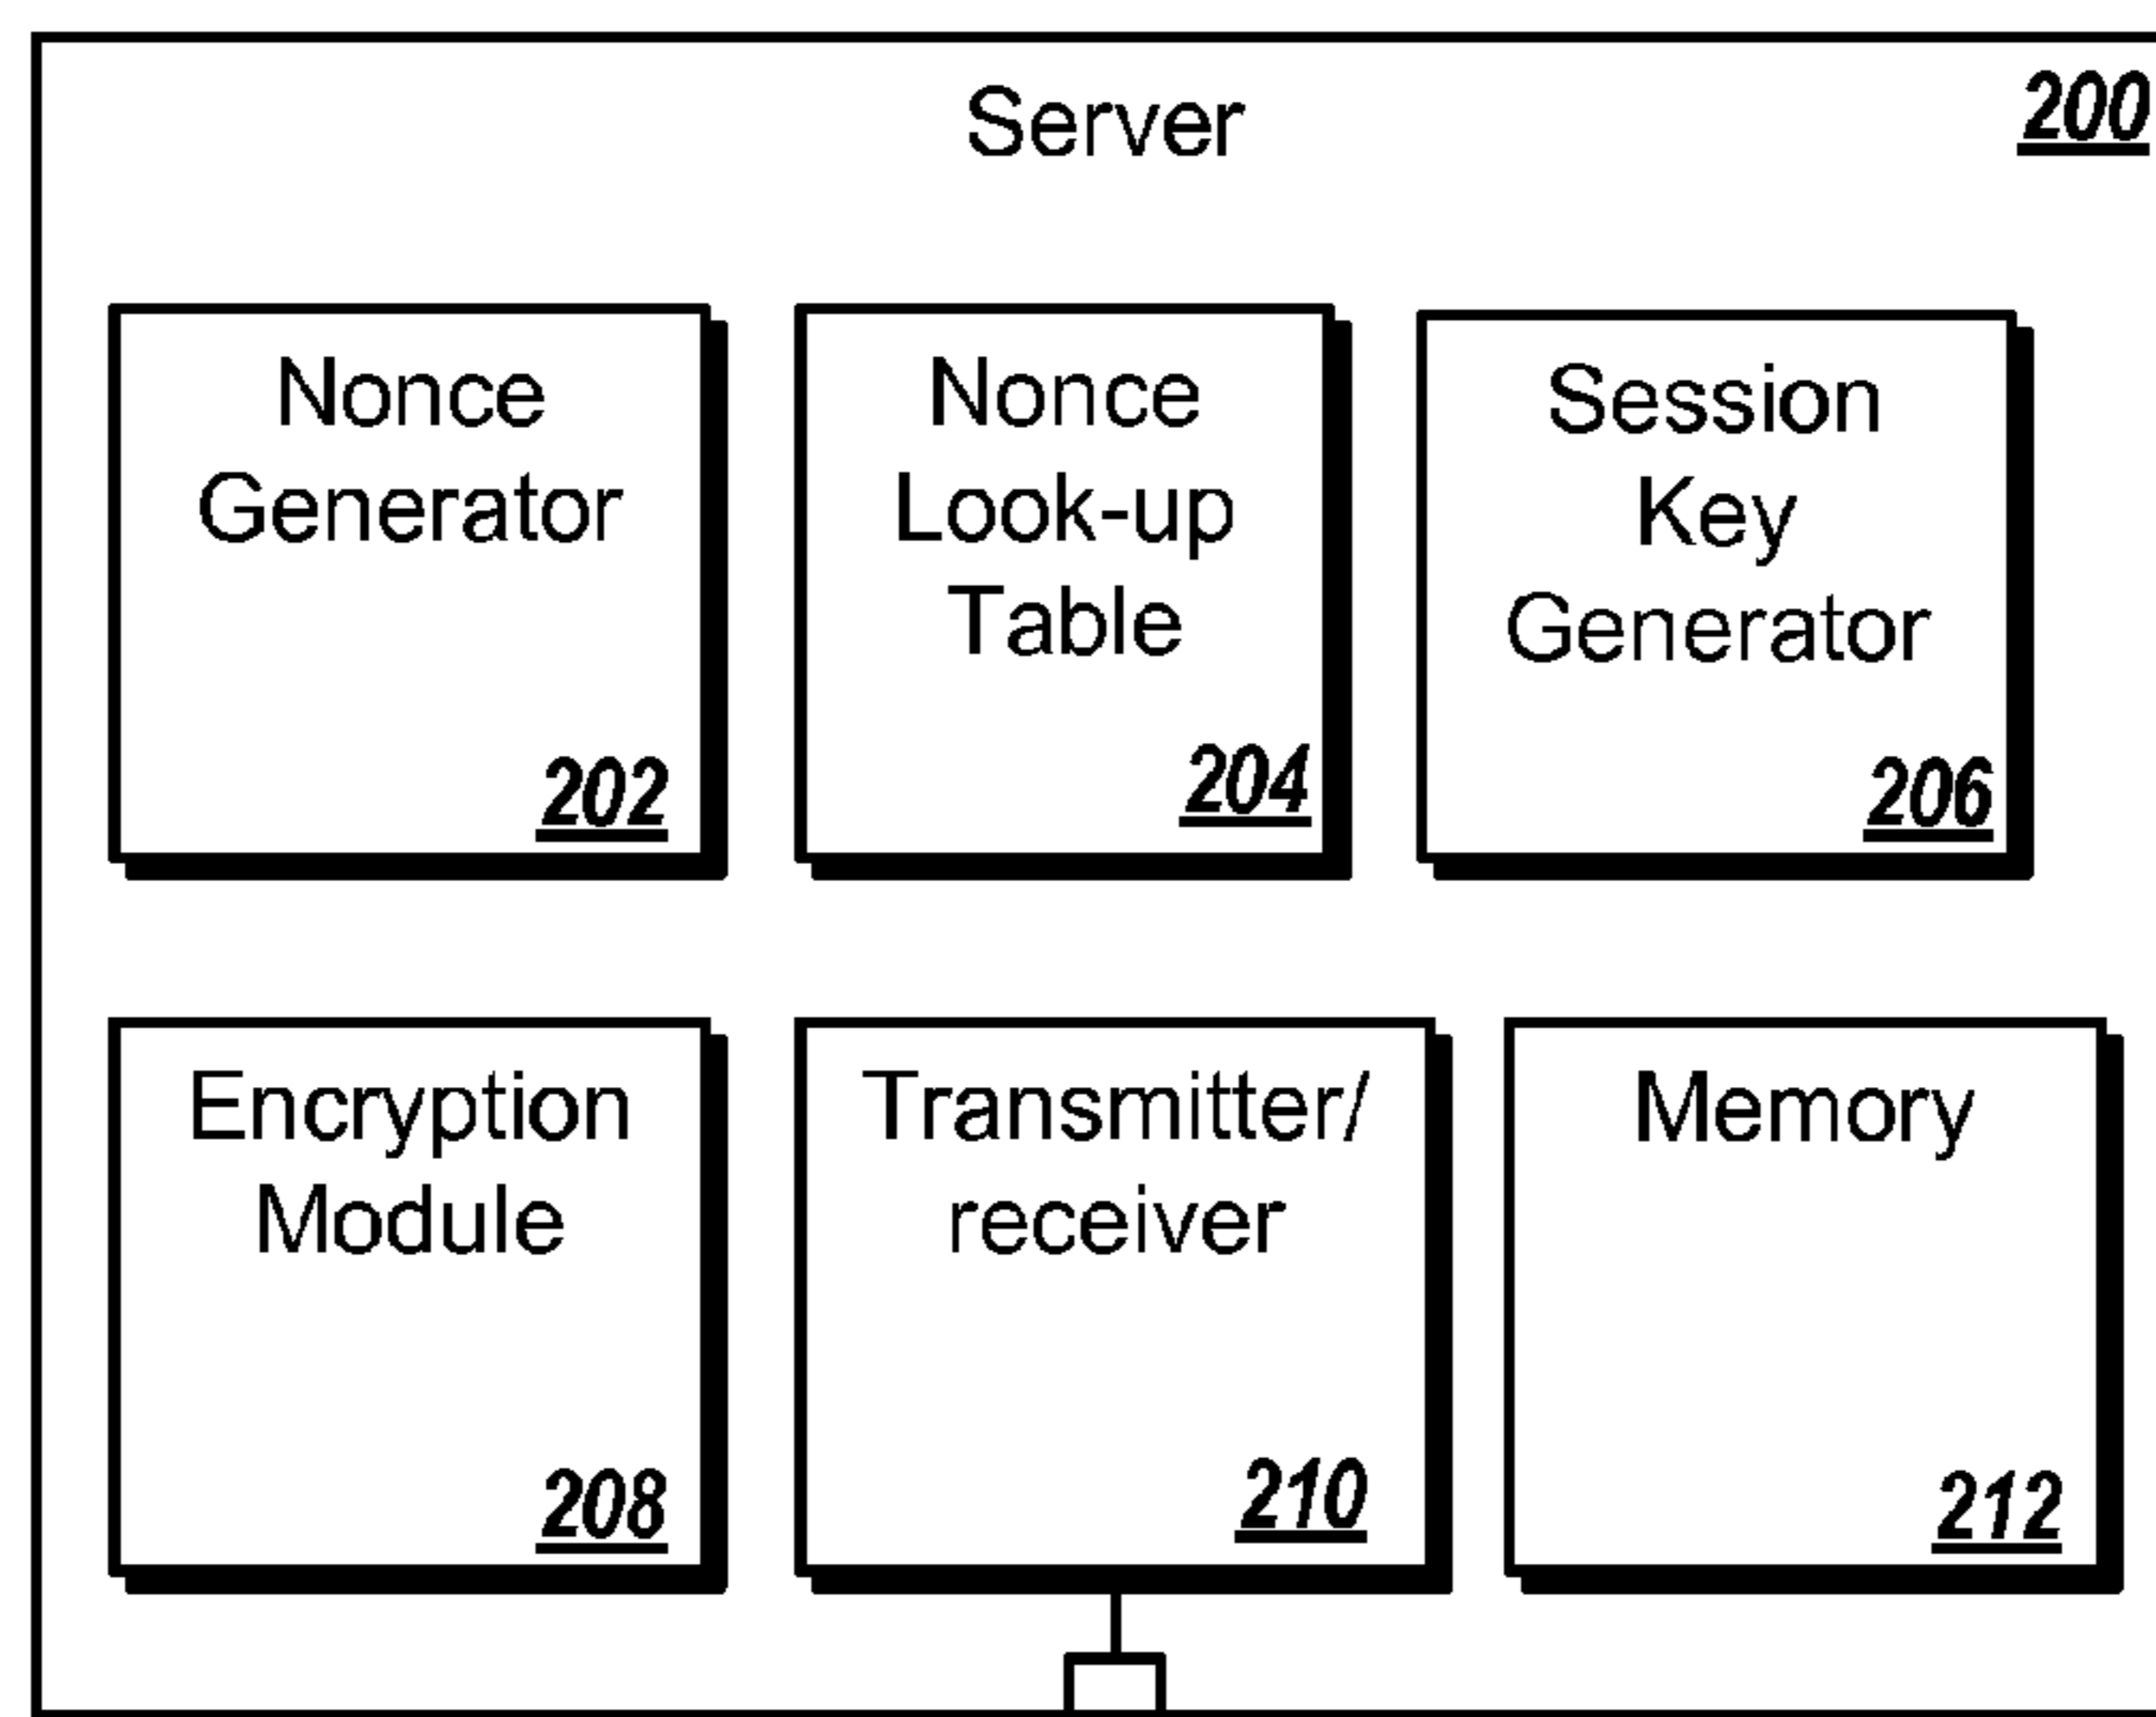 Server
200
Nonce
Generator
202
Nonce
Look-up
Table
204
Session
Key
Generator
206
Encryption
Module
208
Transmitter/
receiver
210
Memory
212